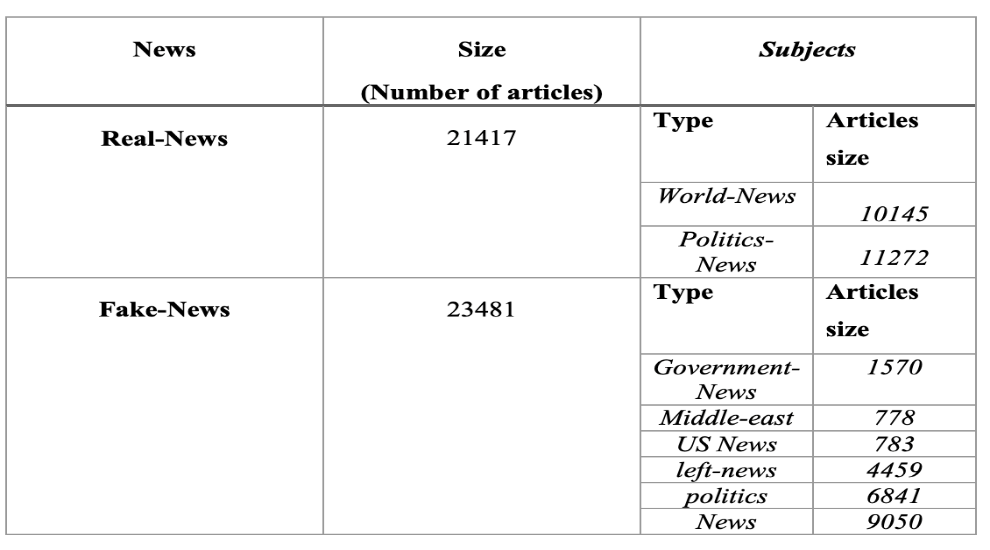 News Size Subjects
(Number of articles)
Real-News 21417 Type Articles
size
World-News 10145
Politics-
News 11272
Fake-News 23481 Type Articles
size
Government- 1570
News
Middle-east 778
US News 783
left-news 4459
politics 6841
News 9050